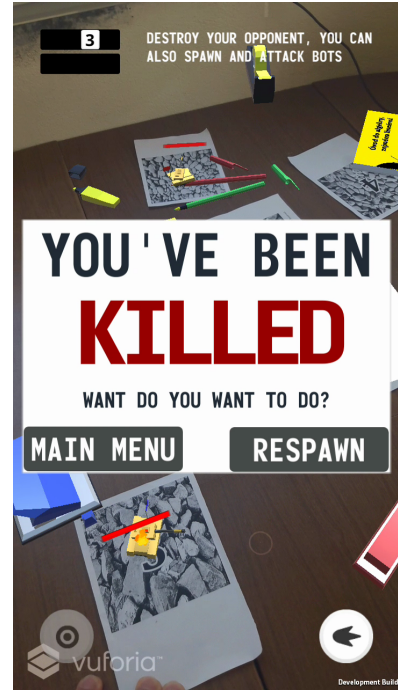 3
DESTROY YOUR OPPONENT, YOU CAN
ALSO SPAWN AND ATTACK BOTS
YOU'VE BEEN
KILLED
WANT DO YOU WANT TO DO?
MAIN MENU
RESPAWN
vuforia™
Development Build